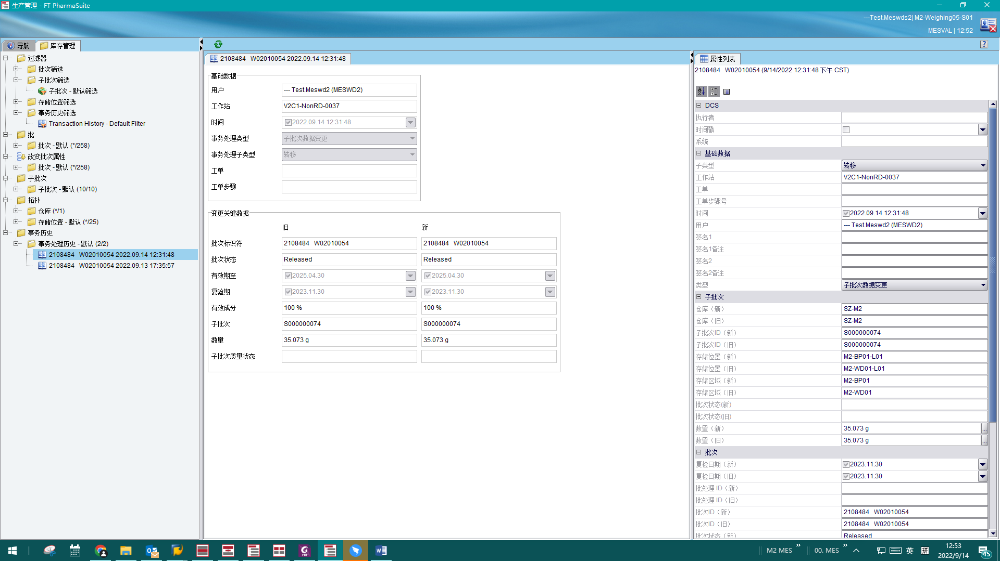 生产管理 - FT PharmaSuite
---Test.Meswds2| M2-Weighing05-S01
MESVAL | 12:52
导航
库存管理
过滤器
批次筛选
子批次筛选
子批次 - 默认筛选
存储位置筛选
事务历史筛选
Transaction History - Default Filter
批
批次 - 默认 (*/258)
改变批次属性
批次 - 默认 (*/258)
子批次
子批次 - 默认 (10/10)
拓扑
仓库 (*/1)
存储位置 - 默认 (*/25)
事务历史
事务处理历史 - 默认 (2/2)
2108484 W02010054 2022.09.14 12:31:48
2108484 W02010054 2022.09.13 17:35:57
2108484 W02010054 2022.09.14 12:31:48
基础数据
用户 --- Test.Meswd2 (MESWD2)
工作站 V2C1-NonRD-0037
时间 2022.09.14 12:31:48
事务处理类型 子批次数据变更
事务处理子类型 转移
工单
工单步骤
变更关键数据
旧 新
批次标识符 2108484 W02010054 2108484 W02010054
批次状态 Released Released
有效期至 2025.04.30 2025.04.30
复验期 2023.11.30 2023.11.30
有效成分 100 % 100 %
子批次 S000000074 S000000074
数量 35.073 g 35.073 g
子批次质量状态
属性列表
2108484 W02010054 (9/14/2022 12:31:48 下午 CST)
DCS
执行者
时间戳
系统
基础数据
子类型 转移
工作站 V2C1-NonRD-0037
工单
工单步骤号
时间 2022.09.14 12:31:48
用户 --- Test.Meswd2 (MESWD2)
签名1
签名1备注
签名2
签名2备注
类型 子批次数据变更
子批次
仓库（新） SZ-M2
仓库（旧） SZ-M2
子批次ID（新） S000000074
子批次ID（旧） S000000074
存储位置（新） M2-BP01-L01
存储位置（旧） M2-WD01-L01
存储区域（新） M2-BP01
存储区域（旧） M2-WD01
批次状态(新)
批次状态(旧)
数量（新） 35.073 g ...
数量（旧） 35.073 g ...
批次
复检日期（新） 2023.11.30
复检日期（旧） 2023.11.30
批处理 ID（新）
批处理 ID（旧）
批次ID（新） 2108484 W02010054
批次ID（旧） 2108484 W02010054
批次状态（新） Released
M2 MES
00. MES
英
拼
12:53
2022/9/14
45